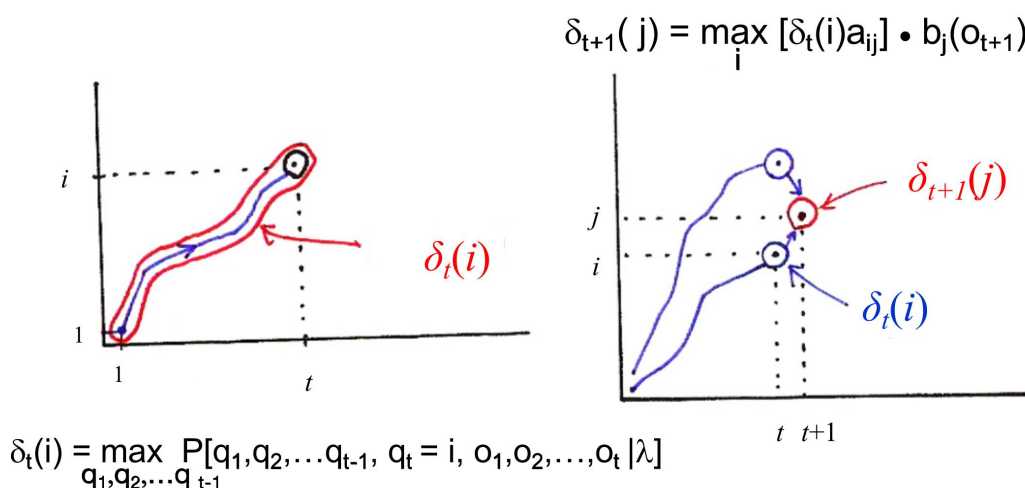 δt+1( j) = max [δt(i)aij] • bj(ot+1)
i
i
δt(i)
1
1
t
δt+1(j)
j
i
δt(i)
t t+1
δt(i) = max P[q1,q2,...qt-1, qt = i, o1,o2,...,ot |λ]
q1,q2,...q t-1